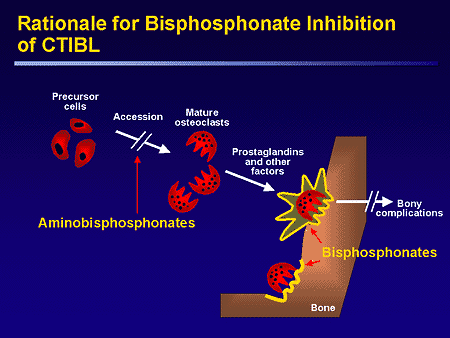 Rationale for Bisphosphonate Inhibition
of CTIBL
Precursor
cells
Accession
Mature
osteoclasts
Prostaglandins
and other
factors
Aminobisphosphonates
Bony
complications
Bisphosphonates
Bone